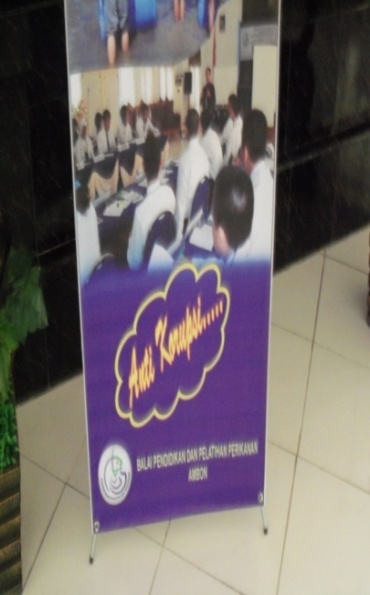 Anti Korupsi.....
BALAI PENDIDIKAN DAN PELATIHAN PERIKANAN
AMBON